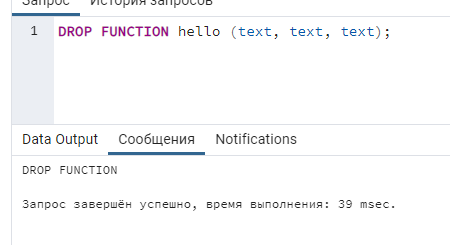 Запрос История запросов
1 DROP FUNCTION hello (text, text, text);
Data Output Сообщения Notifications
DROP FUNCTION
Запрос завершён успешно, время выполнения: 39 msec.